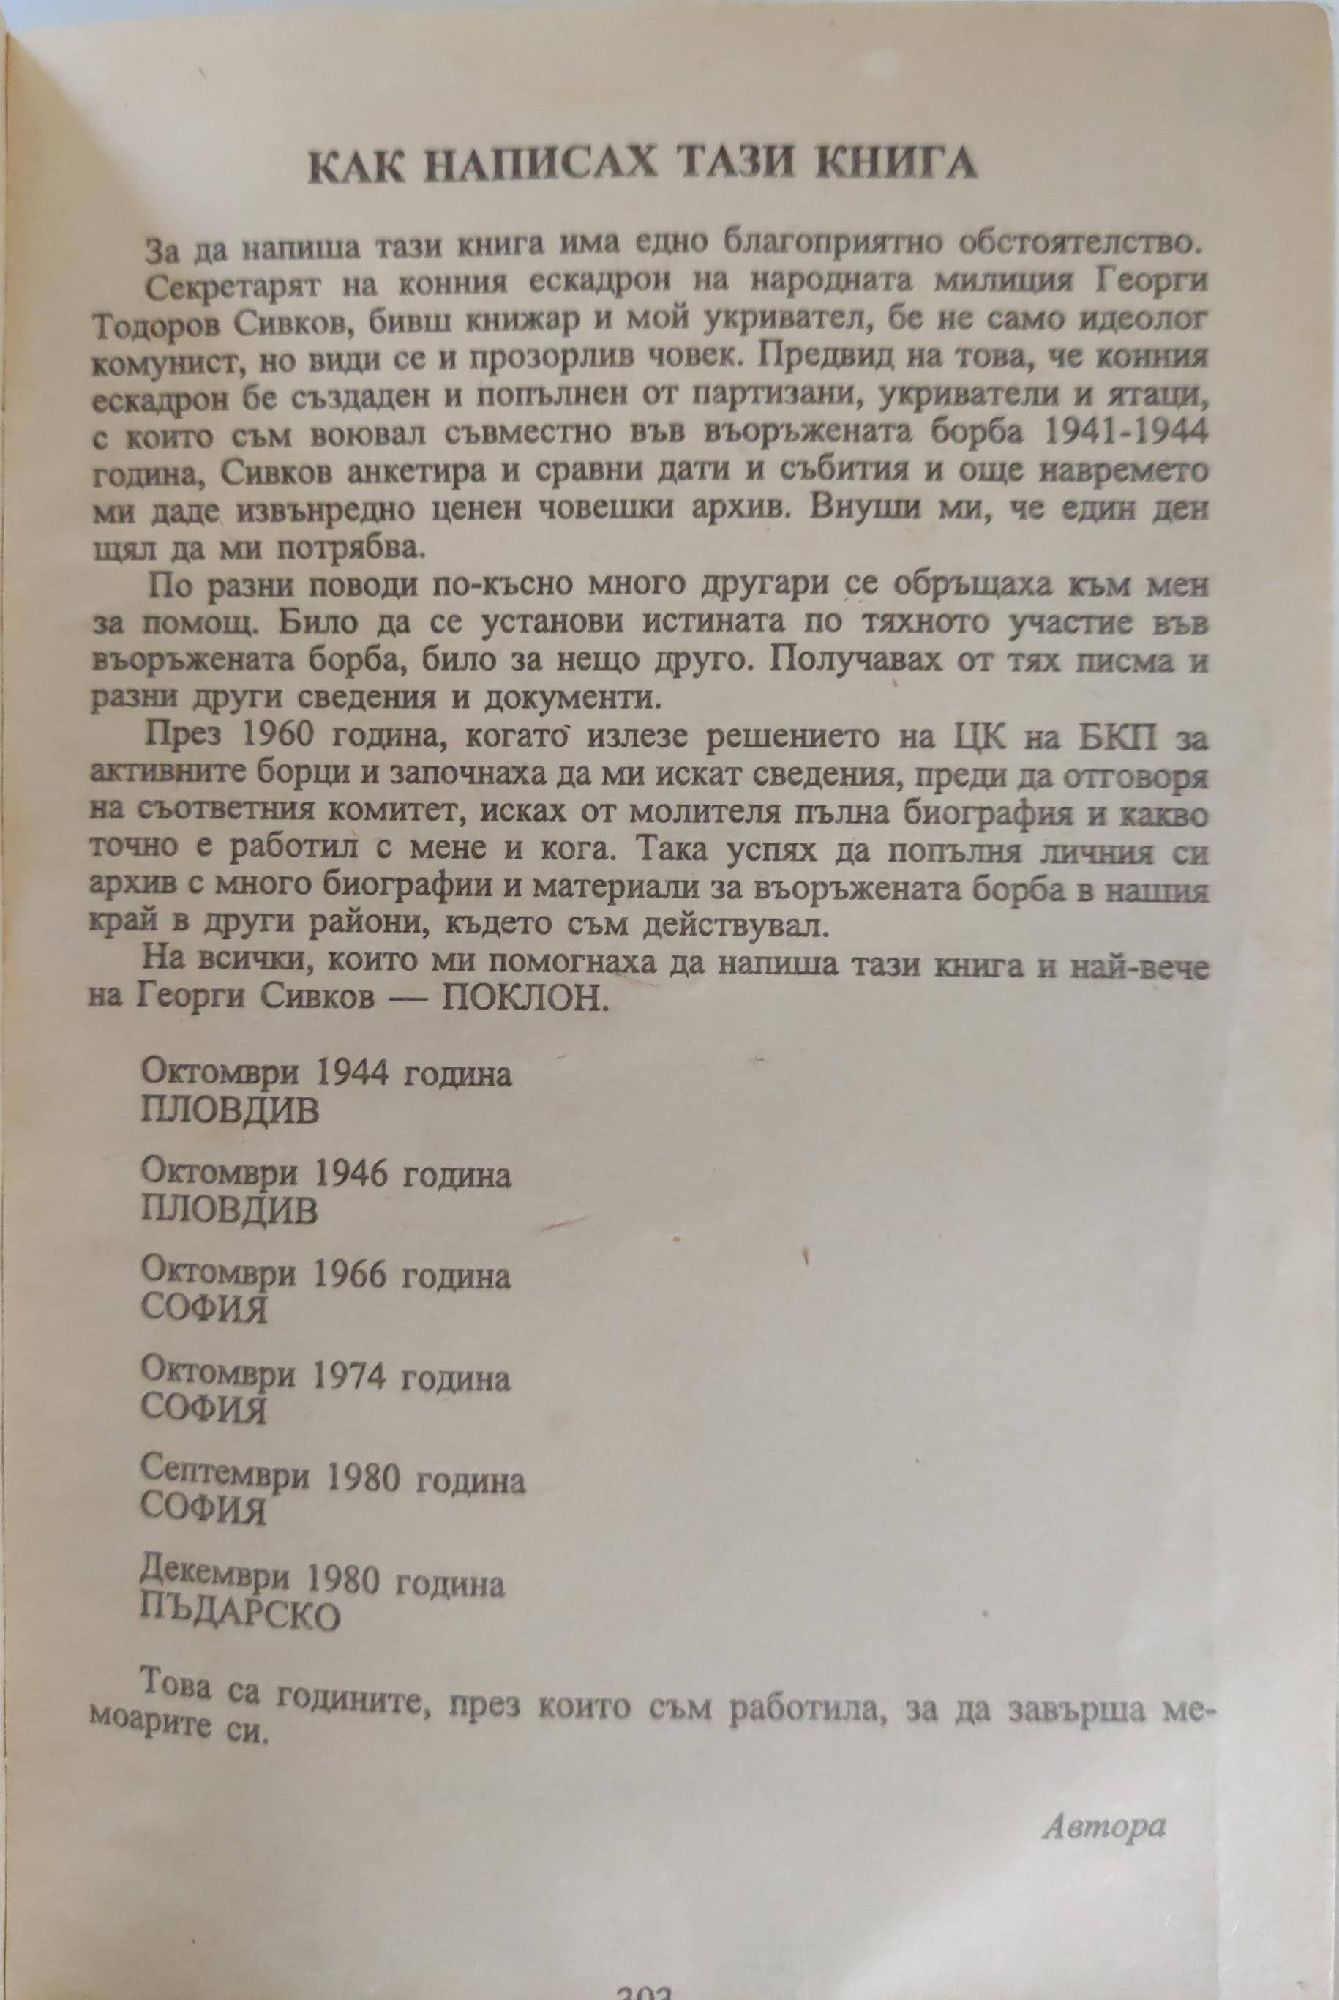 КАК НАПИСАХ ТАЗИ КНИГА
За да напиша тази книга има едно благоприятно обстоятелство.
Секретарят на конния ескадрон на народната милиция Георги
Тодоров Сивков, бивш книжар и мой укривател, бе не само идеолог
комунист, но види се и прозорлив човек. Предвид на това, че конния
ескадрон бе създаден и попълнен от партизани, укриватели и ятаци,
с които съм воювал съвместно във въоръжената борба 1941-1944
година, Сивков анкетира и сравни дати и събития и още навремето
ми даде извънредно ценен човешки архив. Внуши ми, че един ден
щял да ми потрябва.
По разни поводи по-късно много другари се обръщаха към мен
за помощ. Било да се установи истината по тяхното участие във
въоръжената борба, било за нещо друго. Получавах от тях писма и
разни други сведения и документи.
През 1960 година, когато излезе решението на ЦК на БКП за
активните борци и започнаха да ми искат сведения, преди да отговоря
на съответния комитет, исках от молителя пълна биография и какво
точно е работил с мене и кога. Така успях да попълня личния си
архив с много биографии и материали за въоръжената борба в нашия
край в други райони, където съм действувал.
На всички, които ми помогнаха да напиша тази книга и най-вече
на Георги Сивков — ПОКЛОН.
Октомври 1944 година
ПЛОВДИВ
Октомври 1946 година
ПЛОВДИВ
Октомври 1966 година
СОФИЯ
Октомври 1974 година
СОФИЯ
Септември 1980 година
СОФИЯ
Декември 1980 година
ПЪДАРСКО
Това са годините, през които съм работила, за да завърша ме-
моарите си.
Автора